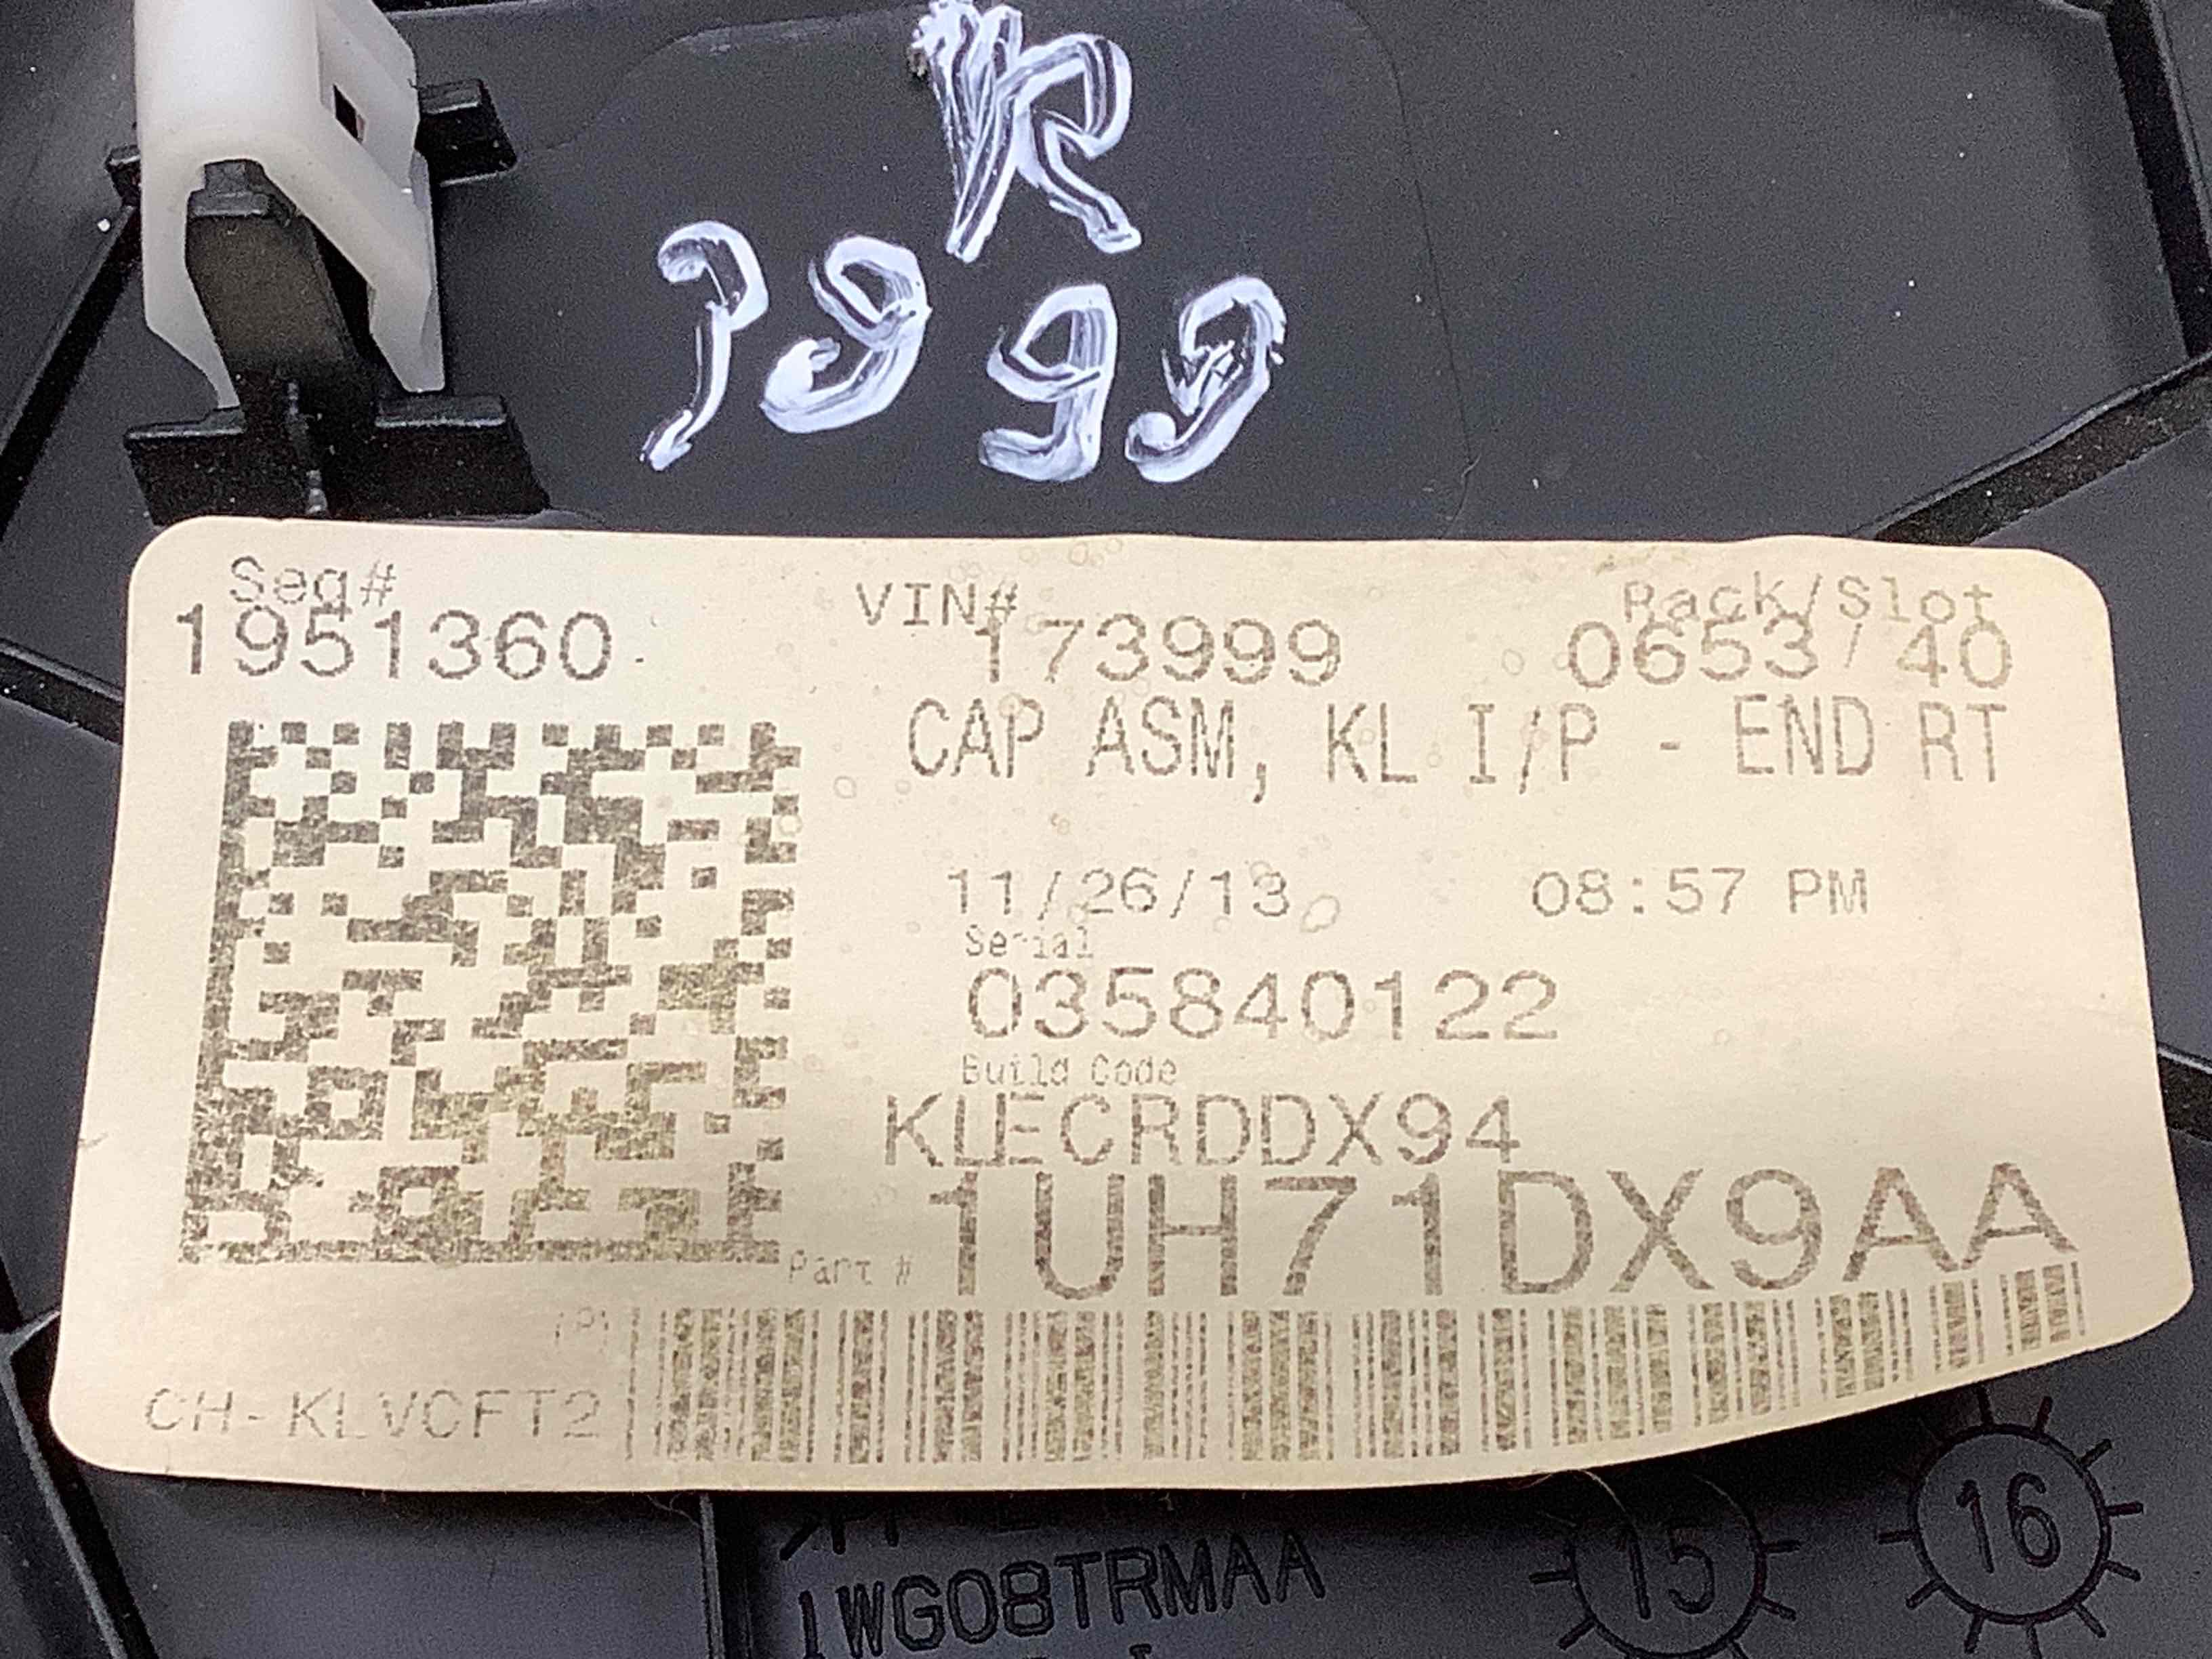 R
3999
Seq# VIN# Rack/Slot
1951360 173999 0653/40
CAP ASM, KL I/P - END RT
11/26/13 08:57 PM
Serial
035840122
Build Code
KLECRDDX94
Part # 1UH71DX9AA
(P)
CH-KLVCFT2
1WG08TRMAA
15 16